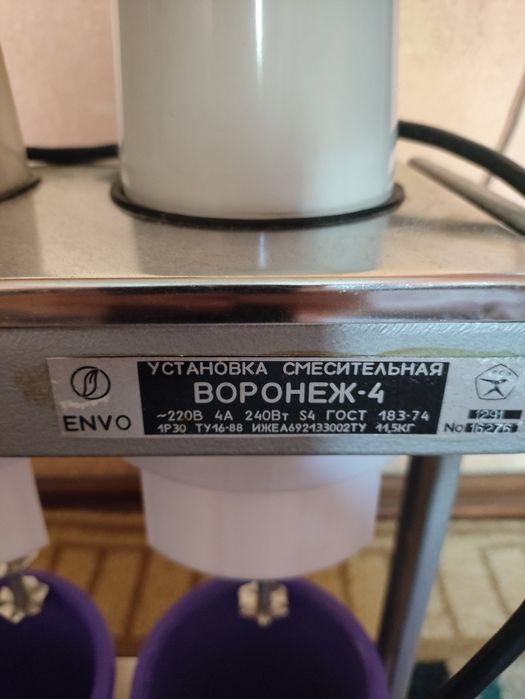 УСТАНОВКА СМЕСИТЕЛЬНАЯ
ВОРОНЕЖ-4
~220В 4А 240Вт S4 ГОСТ 183-74
1Р30 ТУ16-88 ИЖЕА692133002ТУ 11,5КГ
ENVO
1291
No 16276